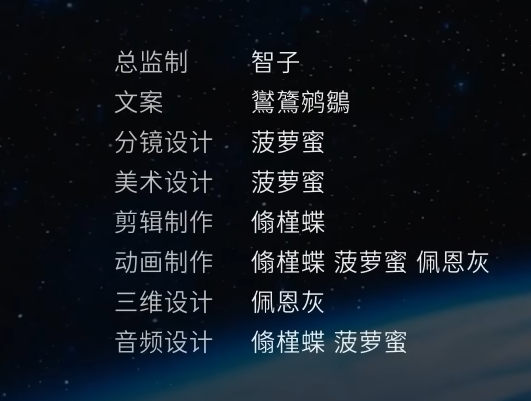 总监制 智子
文案 鷲鷟鹓鶵
分镜设计 菠萝蜜
美术设计 菠萝蜜
剪辑制作 翛槿蝶
动画制作 翛槿蝶 菠萝蜜 佩恩灰
三维设计 佩恩灰
音频设计 翛槿蝶 菠萝蜜